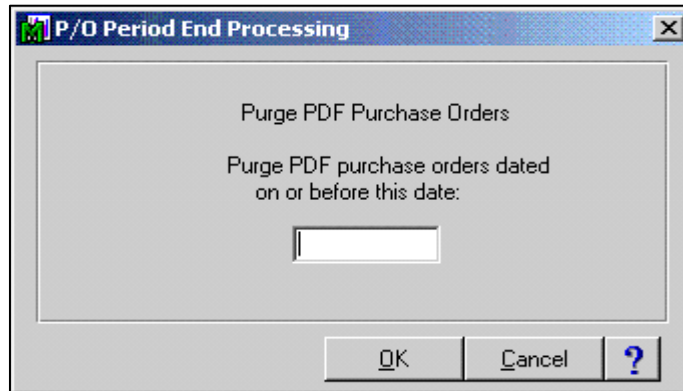 P/O Period End Processing
Purge PDF Purchase Orders
Purge PDF purchase orders dated
on or before this date:
OK
Cancel
?